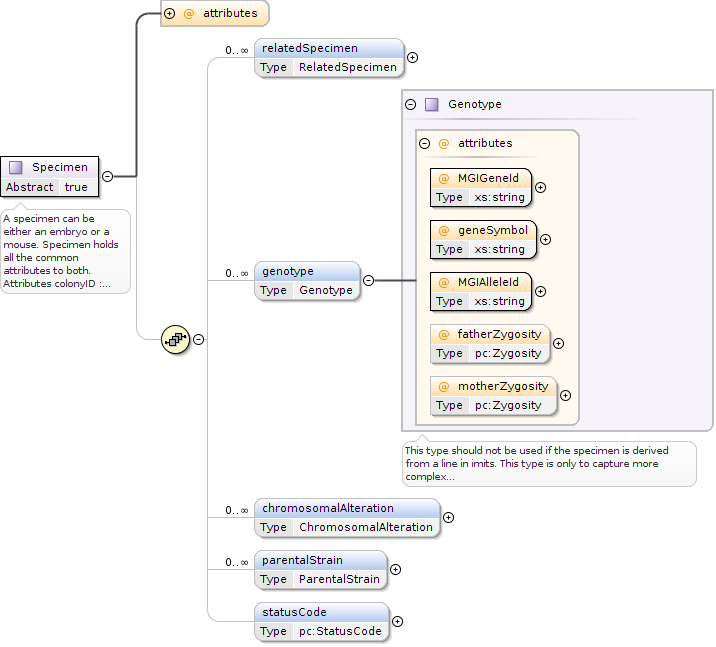 @ attributes
0..∞
relatedSpecimen
Type RelatedSpecimen
Genotype
@ attributes
@ MGIGeneId
Type xs:string
@ geneSymbol
Type xs:string
@ MGIAlleleId
Type xs:string
@ fatherZygosity
Type pc:Zygosity
@ motherZygosity
Type pc:Zygosity
Specimen
Abstract true
A specimen can be
either an embryo or a
mouse. Specimen holds
all the common
attributes to both.
Attributes colonyID :...
0..∞
genotype
Type Genotype
This type should not be used if the specimen is derived
from a line in imits. This type is only to capture more
complex...
0..∞
chromosomalAlteration
Type ChromosomalAlteration
0..∞
parentalStrain
Type ParentalStrain
statusCode
Type pc:StatusCode